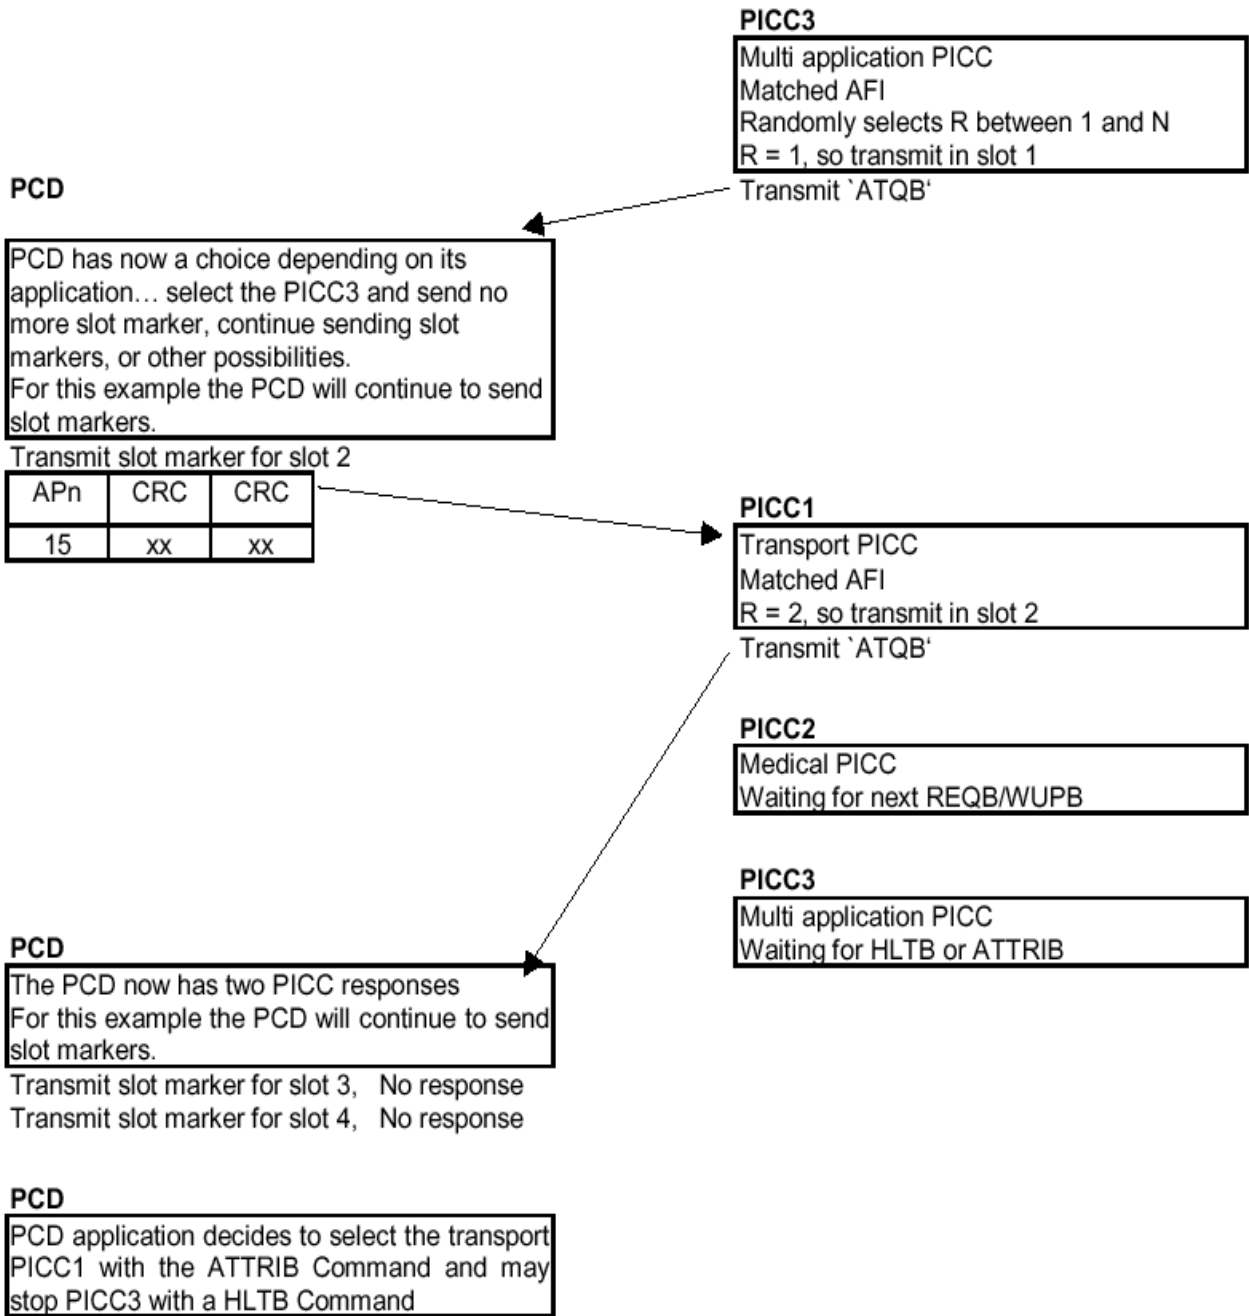 PICC3
Multi application PICC
Matched AFI
Randomly selects R between 1 and N
R = 1, so transmit in slot 1
Transmit `ATQB‘
PCD
PCD has now a choice depending on its
application… select the PICC3 and send no
more slot marker, continue sending slot
markers, or other possibilities.
For this example the PCD will continue to send
slot markers.
Transmit slot marker for slot 2
APn CRC CRC
15 xx xx
PICC1
Transport PICC
Matched AFI
R = 2, so transmit in slot 2
Transmit `ATQB‘
PICC2
Medical PICC
Waiting for next REQB/WUPB
PICC3
Multi application PICC
Waiting for HLTB or ATTRIB
PCD
The PCD now has two PICC responses
For this example the PCD will continue to send
slot markers.
Transmit slot marker for slot 3, No response
Transmit slot marker for slot 4, No response
PCD
PCD application decides to select the transport
PICC1 with the ATTRIB Command and may
stop PICC3 with a HLTB Command